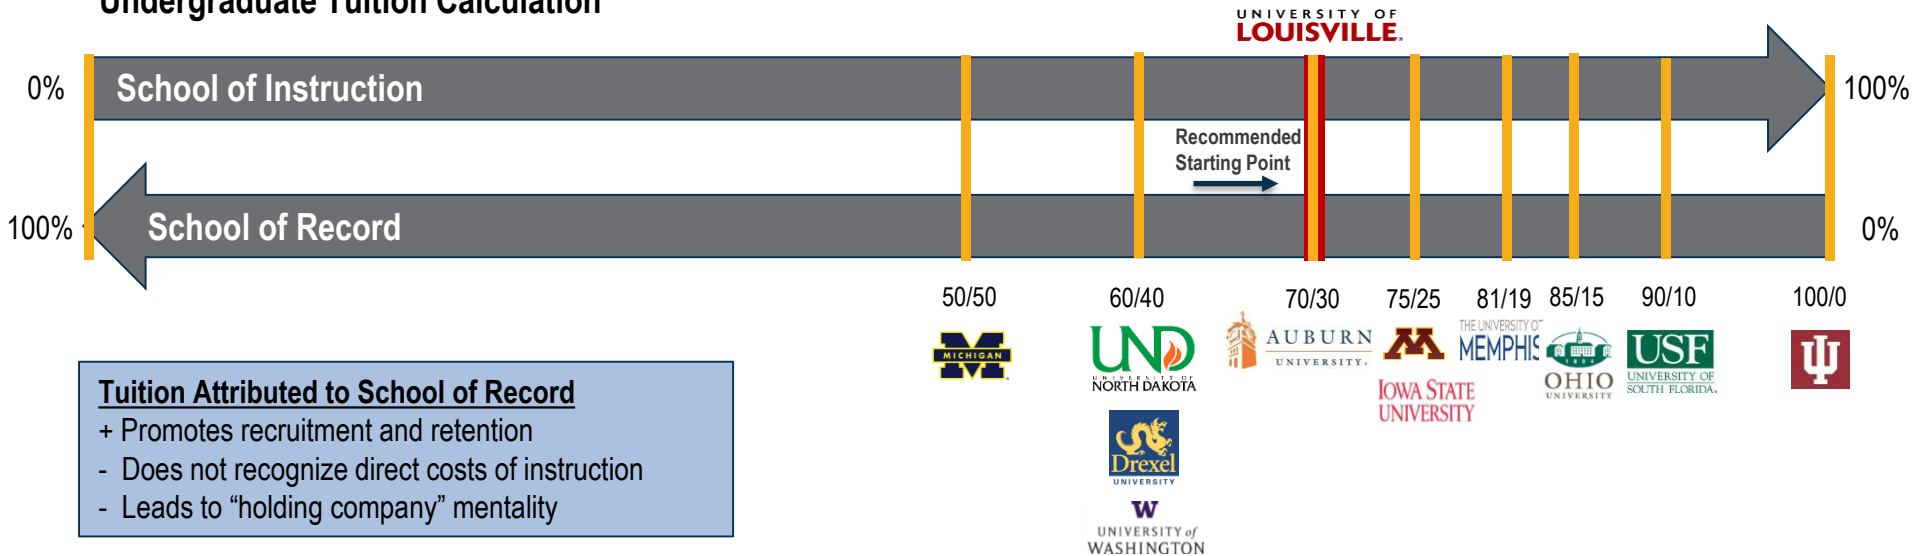 Undergraduate Tuition Calculation
UNIVERSITY OF
LOUISVILLE.
0%
School of Instruction
100%
Recommended
Starting Point
100%
School of Record
0%
50/50
60/40
70/30
75/25
81/19
85/15
90/10
100/0
MICHIGAN
UND
UNIVERSITY OF
NORTH DAKOTA
AUBURN
UNIVERSITY
M
IOWA STATE
UNIVERSITY
THE UNIVERSITY OF
MEMPHIS
1804
OHIO
UNIVERSITY
USF
UNIVERSITY OF
SOUTH FLORIDA
Drexel
UNIVERSITY
W
UNIVERSITY of
WASHINGTON
Tuition Attributed to School of Record
+ Promotes recruitment and retention
- Does not recognize direct costs of instruction
- Leads to “holding company” mentality